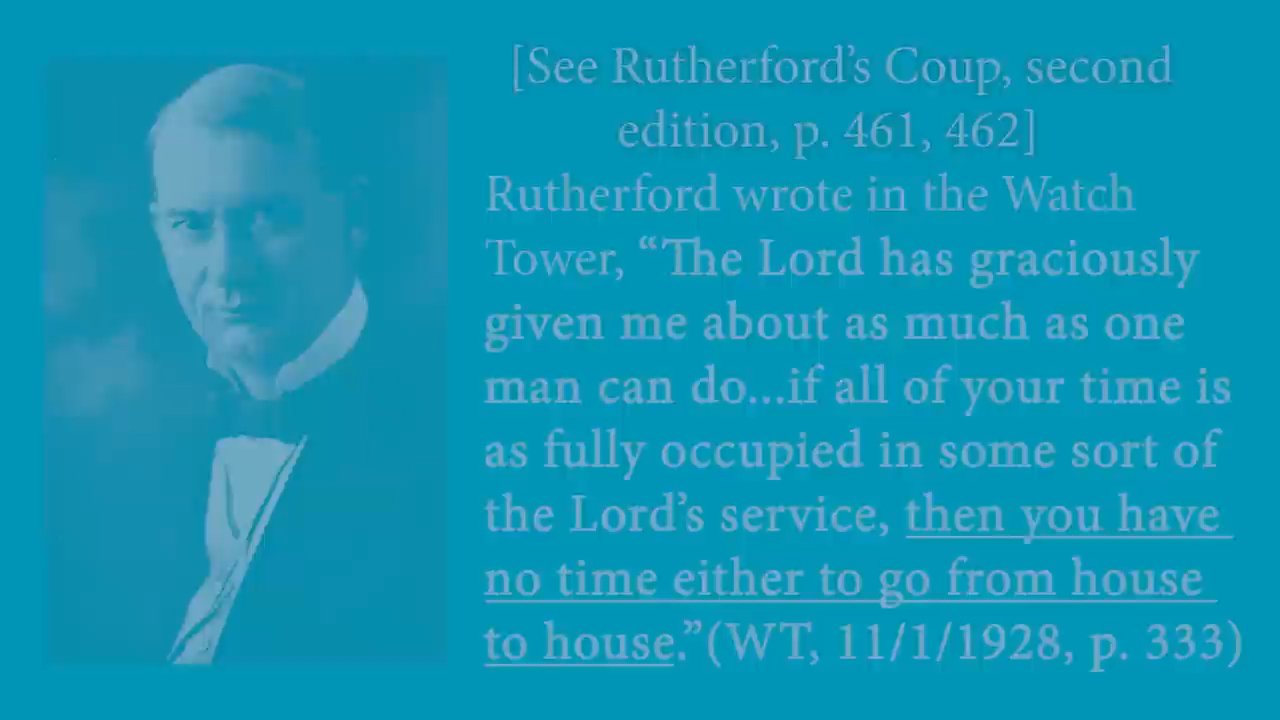 [See Rutherford’s Coup, second
edition, p. 461, 462]
Rutherford wrote in the Watch
Tower, “The Lord has graciously
given me about as much as one
man can do...if all of your time is
as fully occupied in some sort of
the Lord’s service, then you have
no time either to go from house
to house.”(WT, 11/1/1928, p. 333)